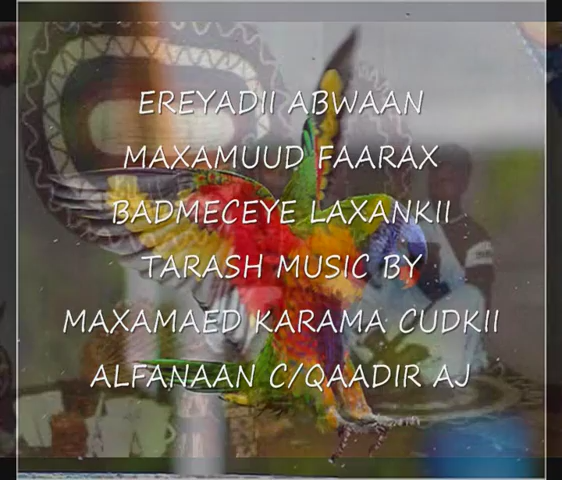 EREYADII ABWAAN
MAXAMUUD FAARAX
BADMECEYE LAXANKII
TARASH MUSIC BY
MAXAMAED KARAMA CUDKII
ALFANAAN C/QAADIR AJ